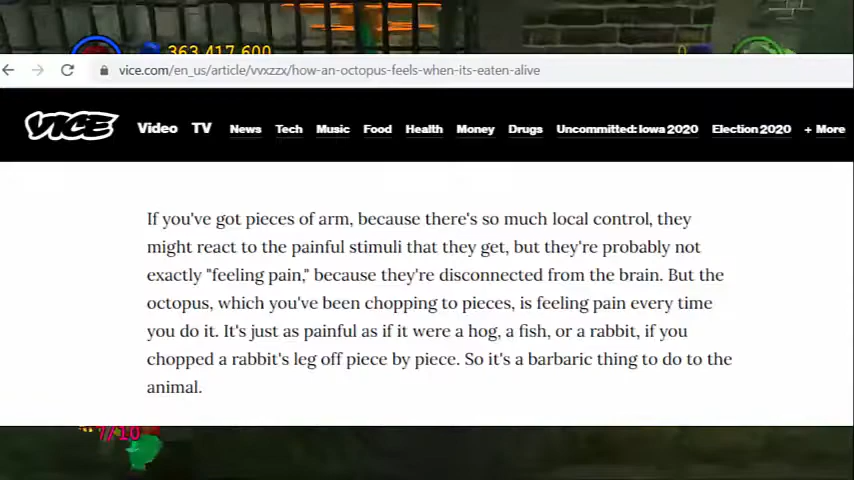 363,417,600
0
vice.com/en_us/article/vvxzzx/how-an-octopus-feels-when-its-eaten-alive
VICE Video TV News Tech Music Food Health Money Drugs Uncommitted: Iowa 2020 Election 2020 + More
If you've got pieces of arm, because there's so much local control, they
might react to the painful stimuli that they get, but they're probably not
exactly "feeling pain," because they're disconnected from the brain. But the
octopus, which you've been chopping to pieces, is feeling pain every time
you do it. It's just as painful as if it were a hog, a fish, or a rabbit, if you
chopped a rabbit's leg off piece by piece. So it's a barbaric thing to do to the
animal.
7/10